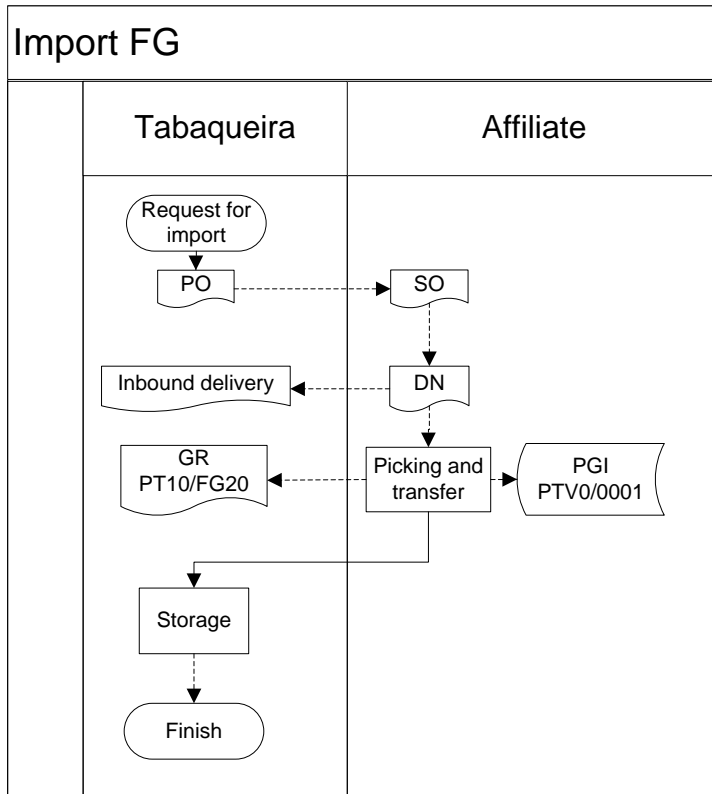 Import FG
Tabaqueira
Affiliate
Request for
import
PO
SO
Inbound delivery
DN
GR
PT10/FG20
Picking and
transfer
PGI
PTV0/0001
Storage
Finish